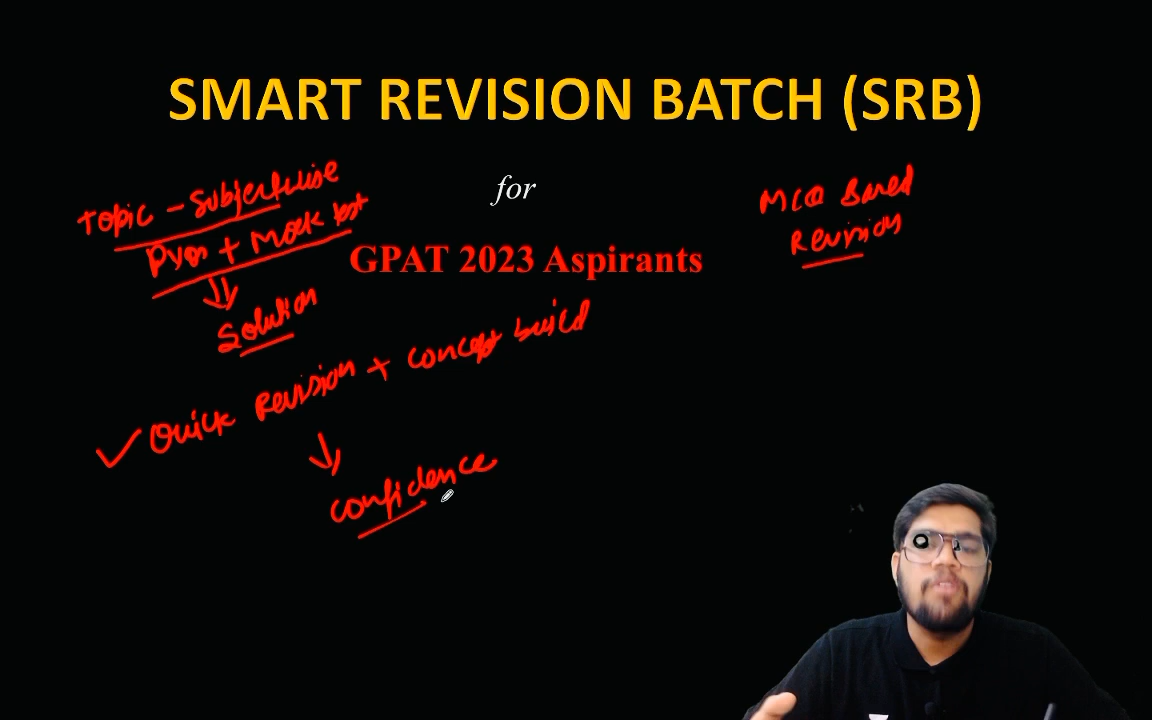 SMART REVISION BATCH (SRB)
for
GPAT 2023 Aspirants
Topic - Subjectwise
PYQs + Mock test
Solution
Quick Revision + Concept build
Confidence
MCQ Based
Revision